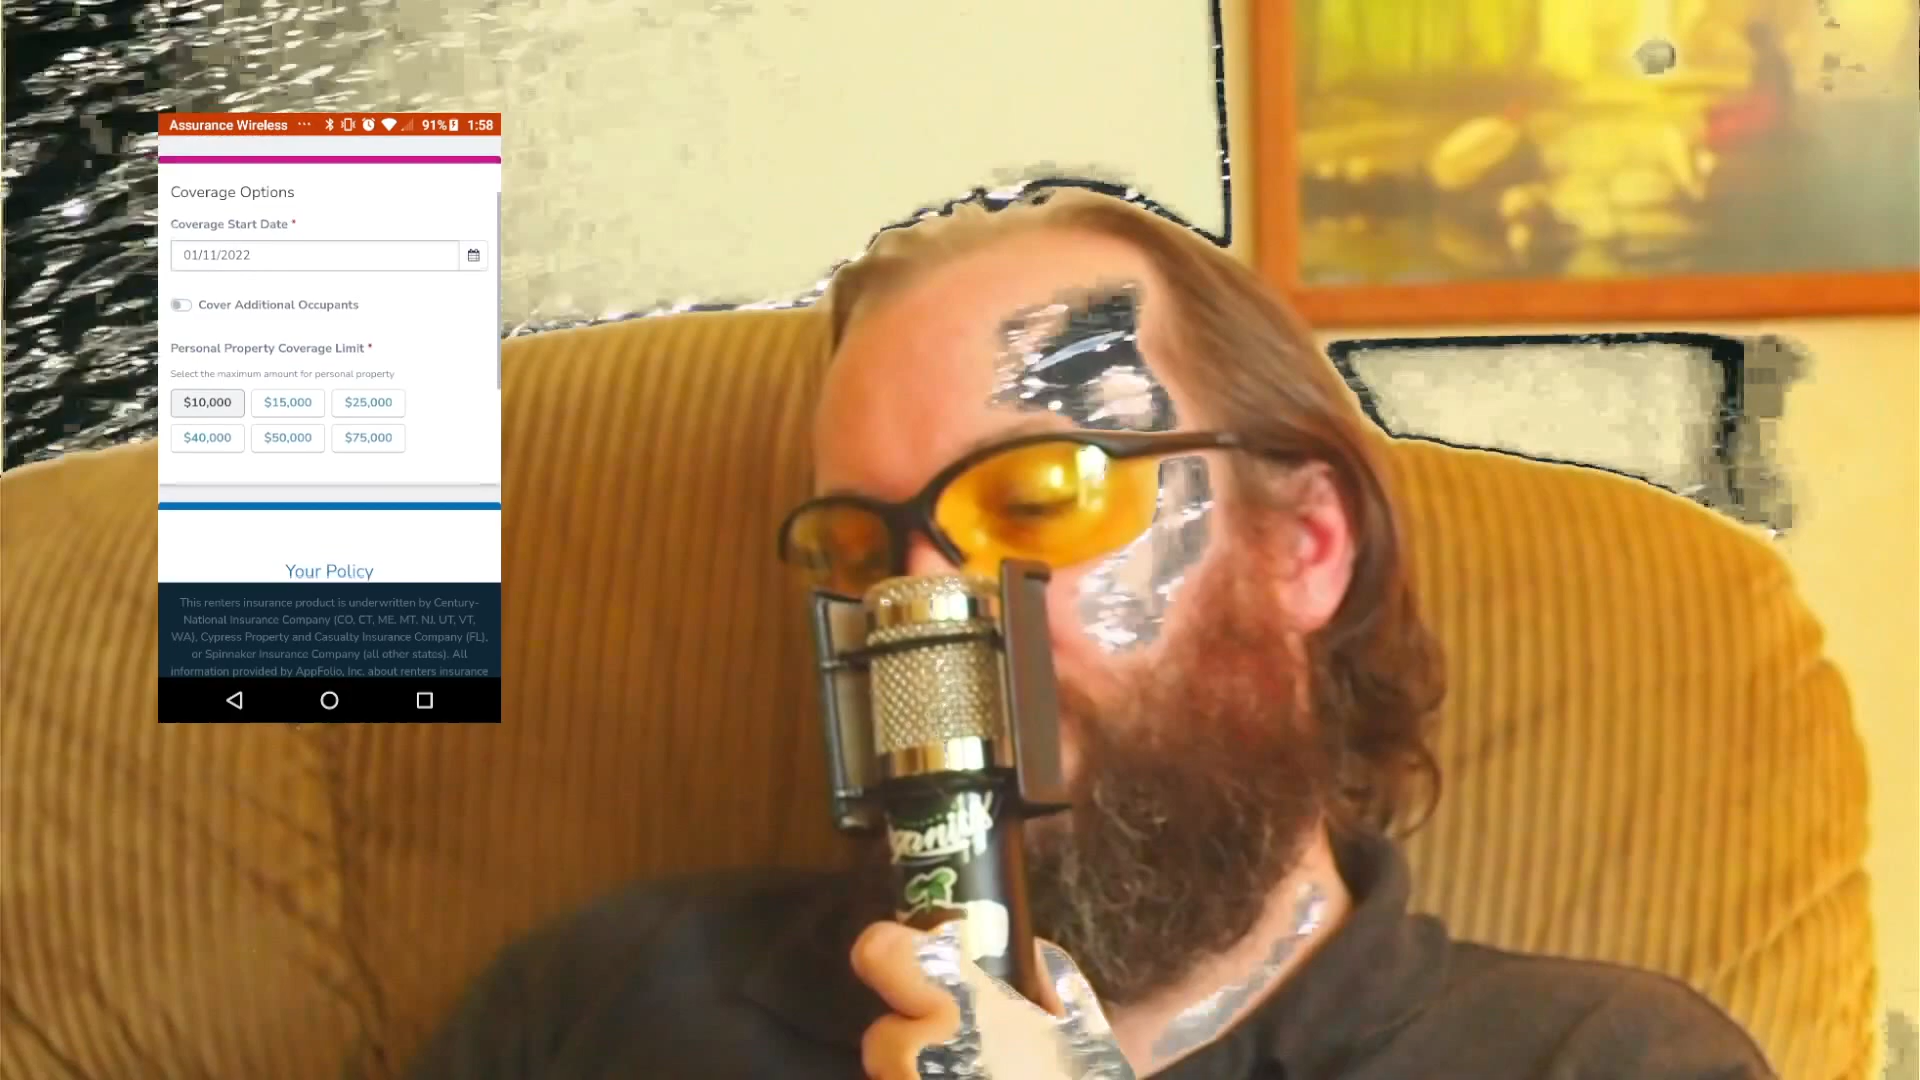 Assurance Wireless ··· 91% 1:58
Coverage Options
Coverage Start Date *
01/11/2022
Cover Additional Occupants
Personal Property Coverage Limit *
Select the maximum amount for personal property
$10,000 $15,000 $25,000
$40,000 $50,000 $75,000
Your Policy
This renters insurance product is underwritten by Century-
National Insurance Company (CO, CT, ME, MT, NJ, UT, VT,
WA), Cypress Property and Casualty Insurance Company (FL),
or Spinnaker Insurance Company (all other states). All
information provided by AppFolio, Inc. about renters insurance